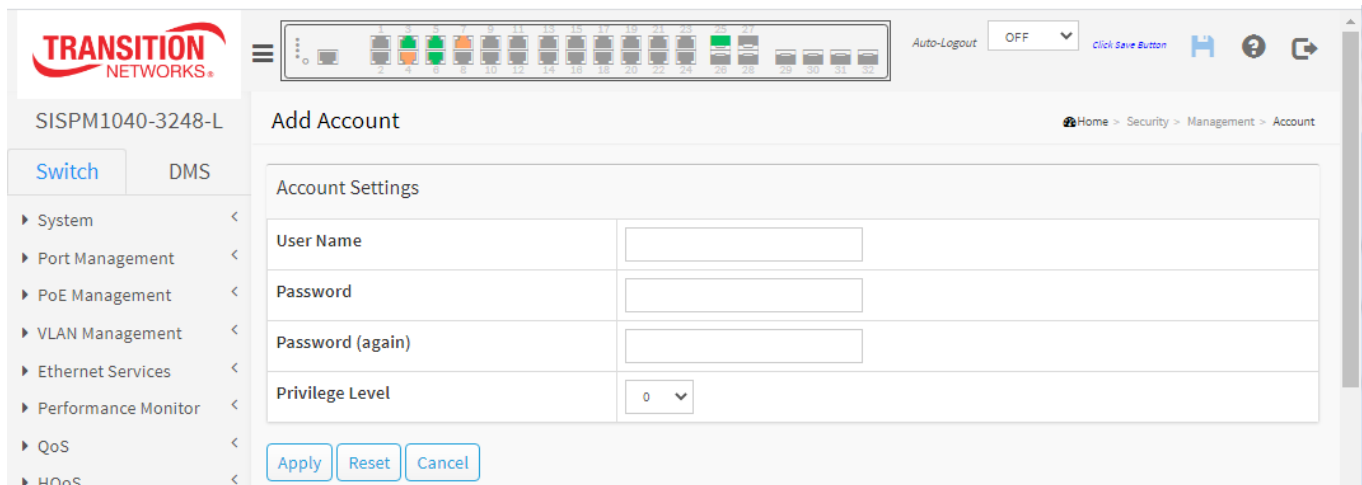 TRANSITION
NETWORKS®
1 3 5 7 9 11 13 15 17 19 21 23 25 27
2 4 6 8 10 12 14 16 18 20 22 24 26 28 29 30 31 32
Auto-Logout OFF Click Save Button
SISPM1040-3248-L
Switch DMS
System
Port Management
PoE Management
VLAN Management
Ethernet Services
Performance Monitor
QoS
HQoS
Add Account
Home > Security > Management > Account
Account Settings
User Name
Password
Password (again)
Privilege Level 0
Apply Reset Cancel